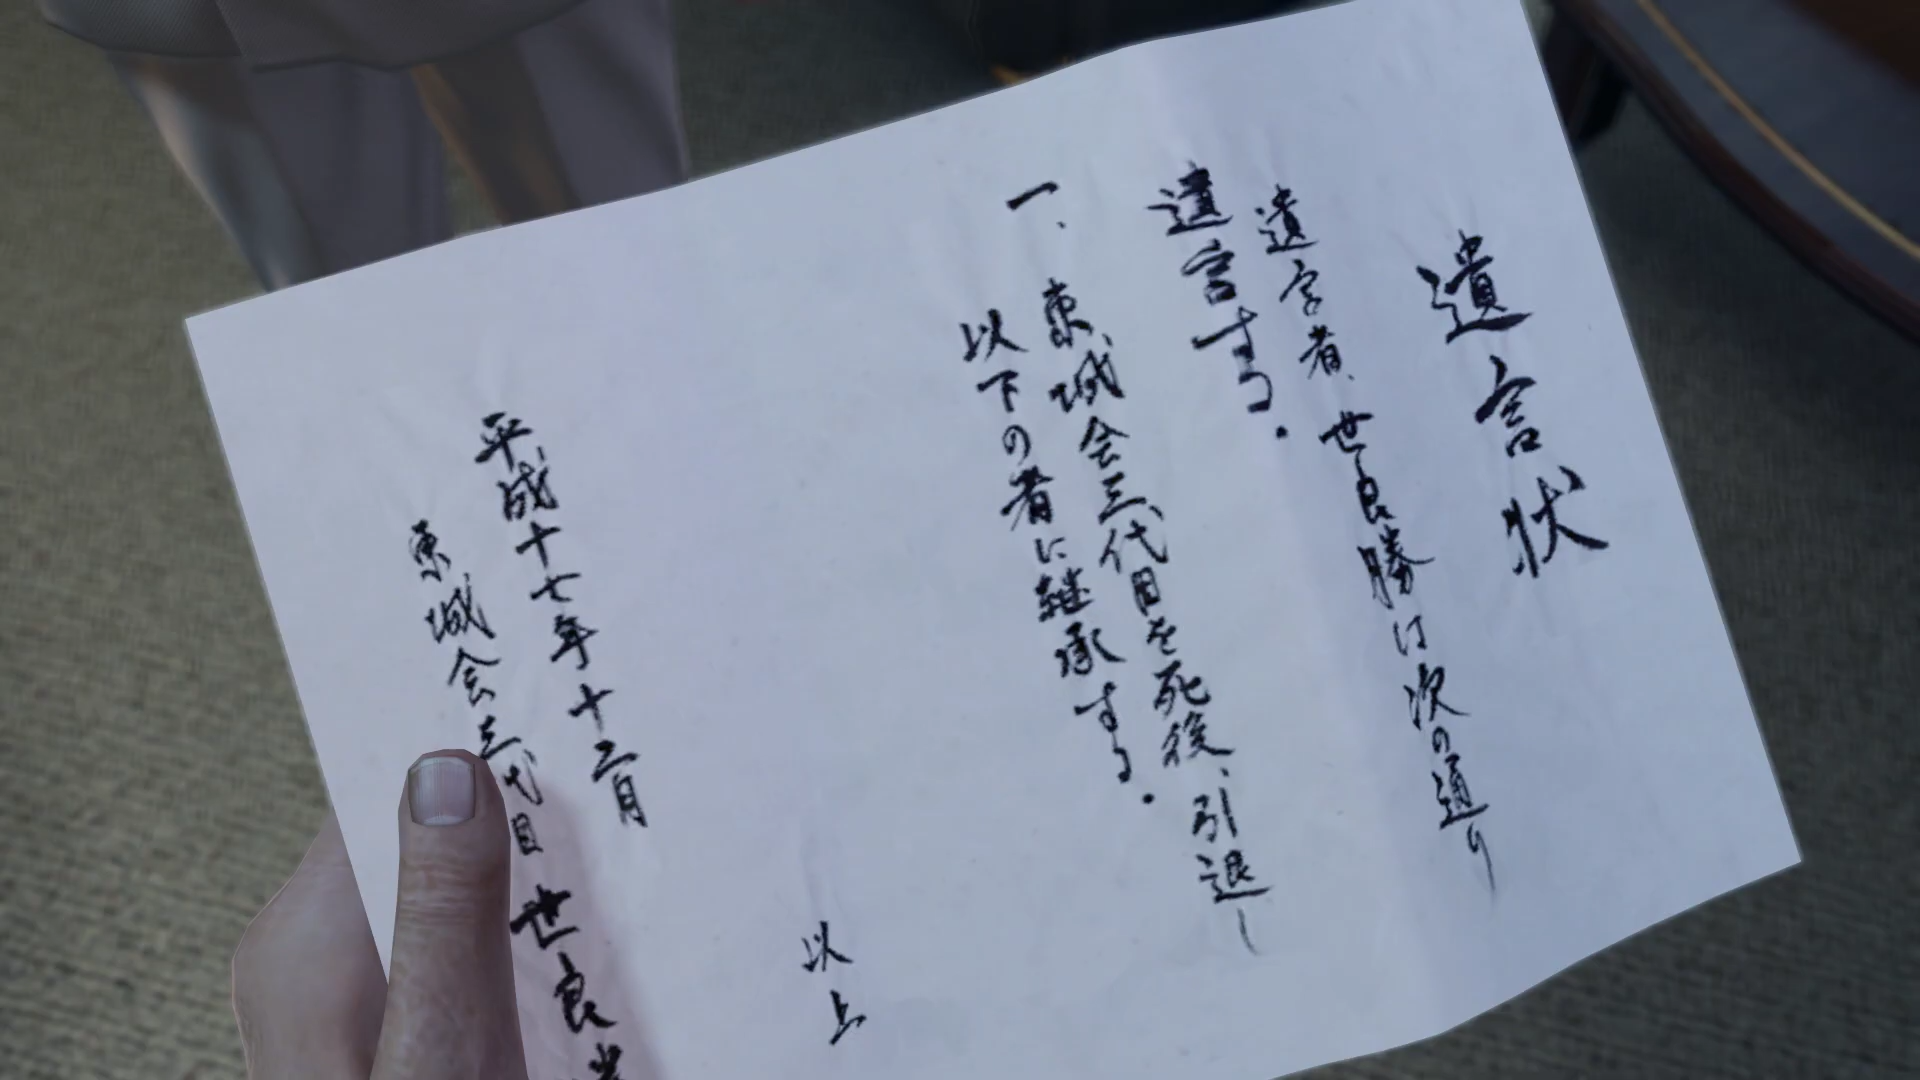 遺言状
遺言者、世良勝は次の通り
遺言する。
一、東城会三代目を死後、引退し
以下の者に継承する。
以上
平成十七年十二月
東城会三代目 世良